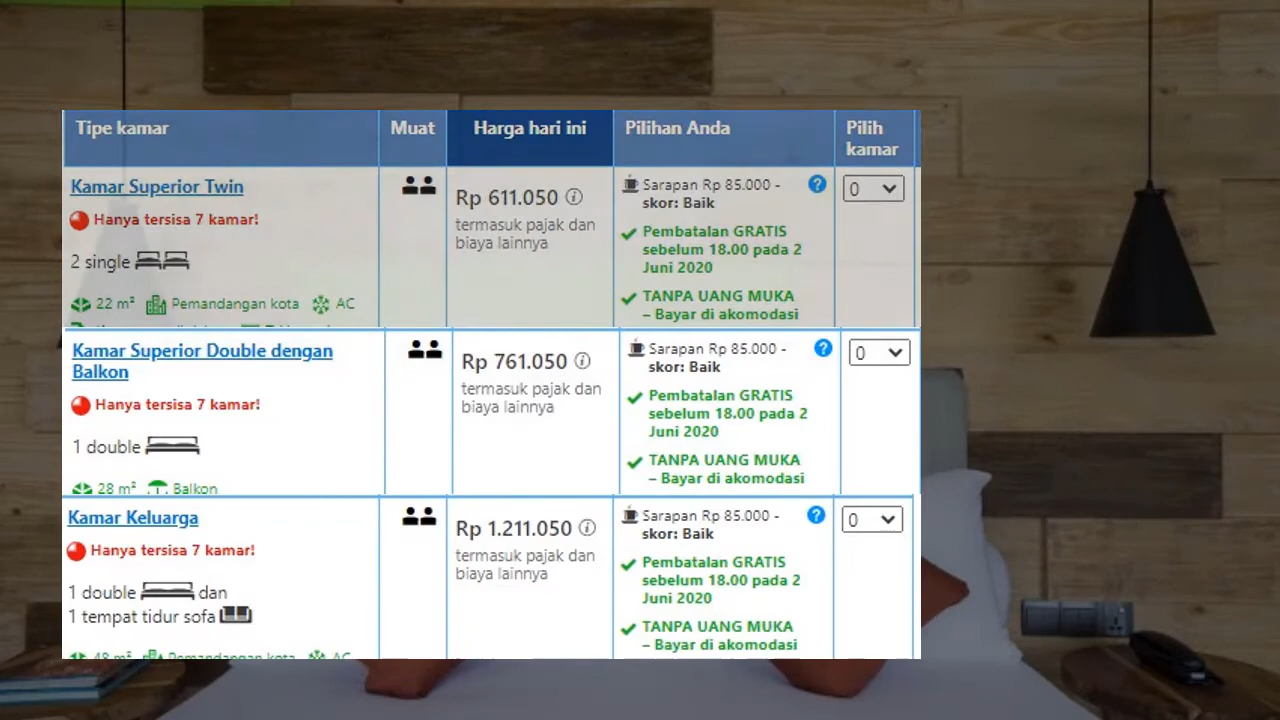 Tipe kamar Muat Harga hari ini Pilihan Anda Pilih kamar
Kamar Superior Twin
Hanya tersisa 7 kamar!
2 single
22 m² Pemandangan kota AC
Rp 611.050
termasuk pajak dan
biaya lainnya
Sarapan Rp 85.000 -
skor: Baik
Pembatalan GRATIS
sebelum 18.00 pada 2
Juni 2020
TANPA UANG MUKA
– Bayar di akomodasi
0
Kamar Superior Double dengan
Balkon
Hanya tersisa 7 kamar!
1 double
28 m² Balkon
Rp 761.050
termasuk pajak dan
biaya lainnya
Sarapan Rp 85.000 -
skor: Baik
Pembatalan GRATIS
sebelum 18.00 pada 2
Juni 2020
TANPA UANG MUKA
– Bayar di akomodasi
0
Kamar Keluarga
Hanya tersisa 7 kamar!
1 double dan
1 tempat tidur sofa
48 m² Pemandangan kota AC
Rp 1.211.050
termasuk pajak dan
biaya lainnya
Sarapan Rp 85.000 -
skor: Baik
Pembatalan GRATIS
sebelum 18.00 pada 2
Juni 2020
TANPA UANG MUKA
– Bayar di akomodasi
0